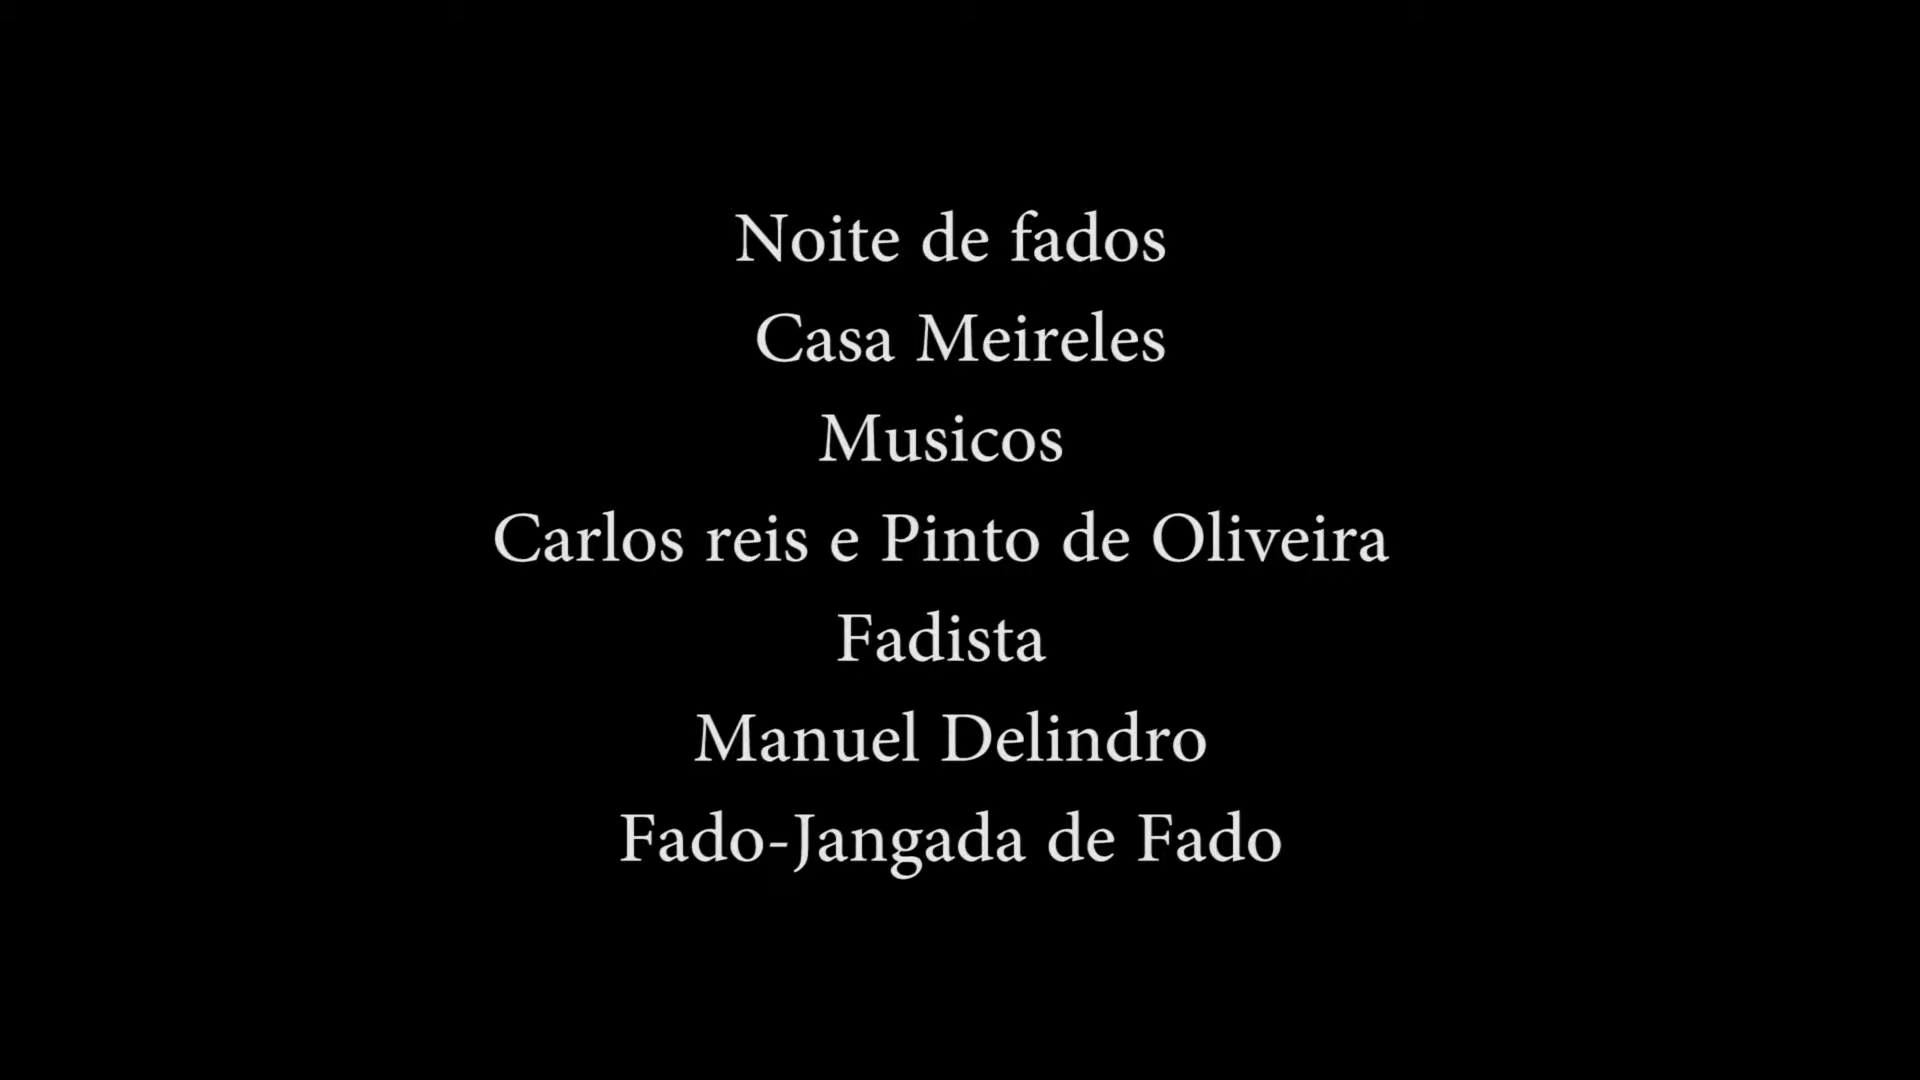 Noite de fados
Casa Meireles
Musicos
Carlos reis e Pinto de Oliveira
Fadista
Manuel Delindro
Fado-Jangada de Fado